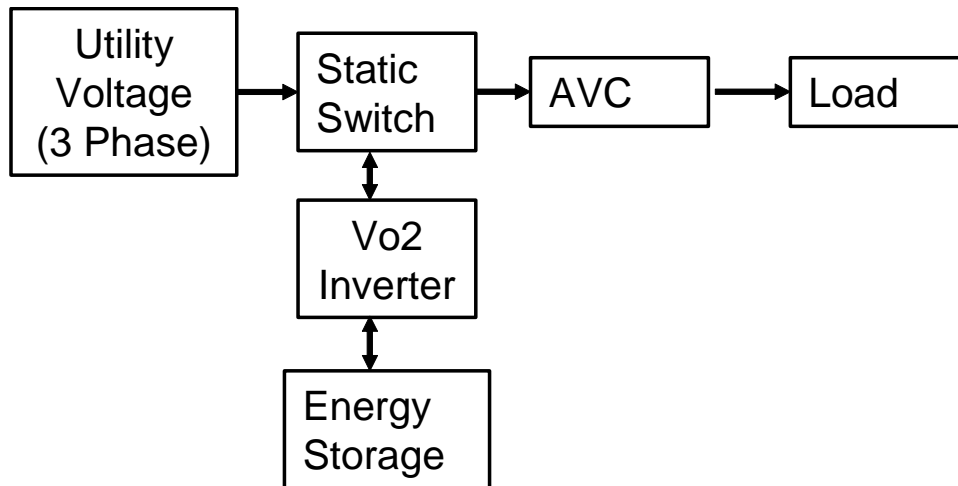 Utility
Voltage
(3 Phase)
Static
Switch
AVC
Load
Vo2
Inverter
Energy
Storage